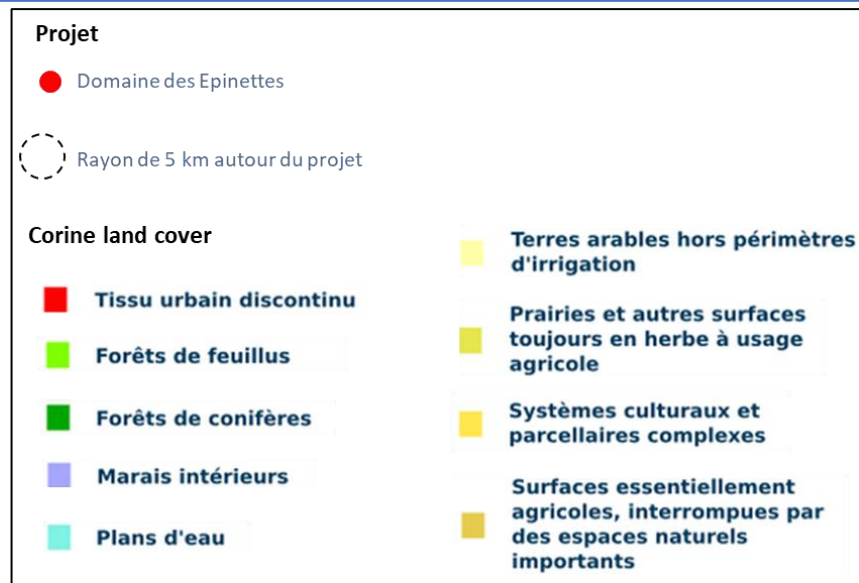 Projet
Domaine des Epinettes
Rayon de 5 km autour du projet
Corine land cover
Tissu urbain discontinu
Forêts de feuillus
Forêts de conifères
Marais intérieurs
Plans d'eau
Terres arables hors périmètres
d'irrigation
Prairies et autres surfaces
toujours en herbe à usage
agricole
Systèmes culturaux et
parcellaires complexes
Surfaces essentiellement
agricoles, interrompues par
des espaces naturels
importants